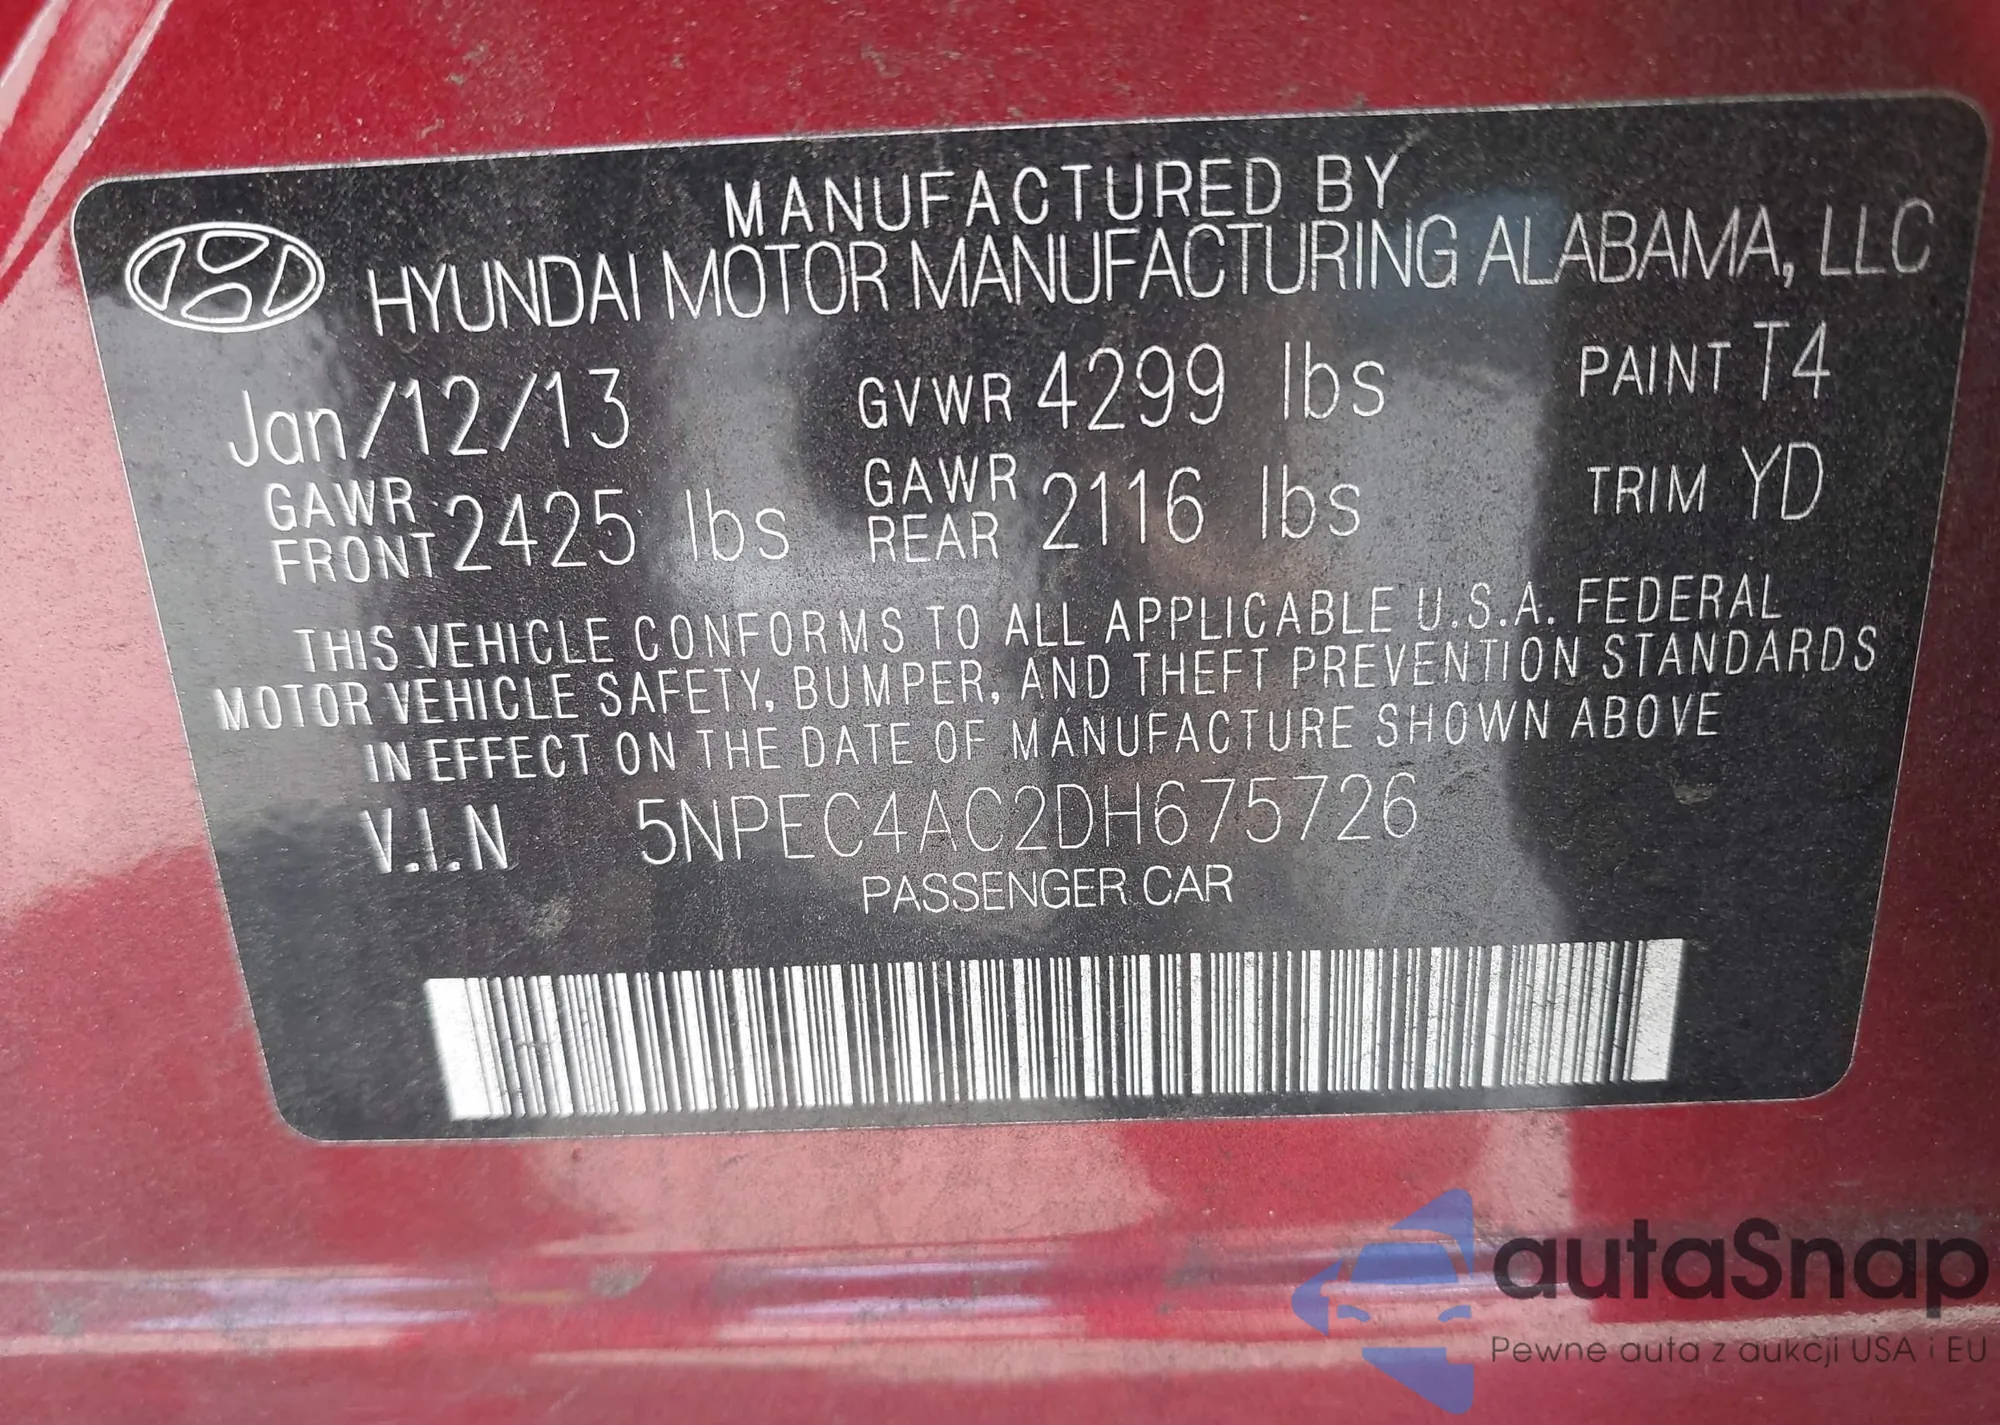 MANUFACTURED BY
HYUNDAI MOTOR MANUFACTURING ALABAMA, LLC
Jan/12/13 GVWR 4299 lbs PAINT T4
GAWR FRONT 2425 lbs GAWR REAR 2116 lbs TRIM YD
THIS VEHICLE CONFORMS TO ALL APPLICABLE U.S.A. FEDERAL
MOTOR VEHICLE SAFETY, BUMPER, AND THEFT PREVENTION STANDARDS
IN EFFECT ON THE DATE OF MANUFACTURE SHOWN ABOVE
V.I.N 5NPEC4AC2DH675726
PASSENGER CAR
autaSnap
Pewne auta z aukcji USA i EU